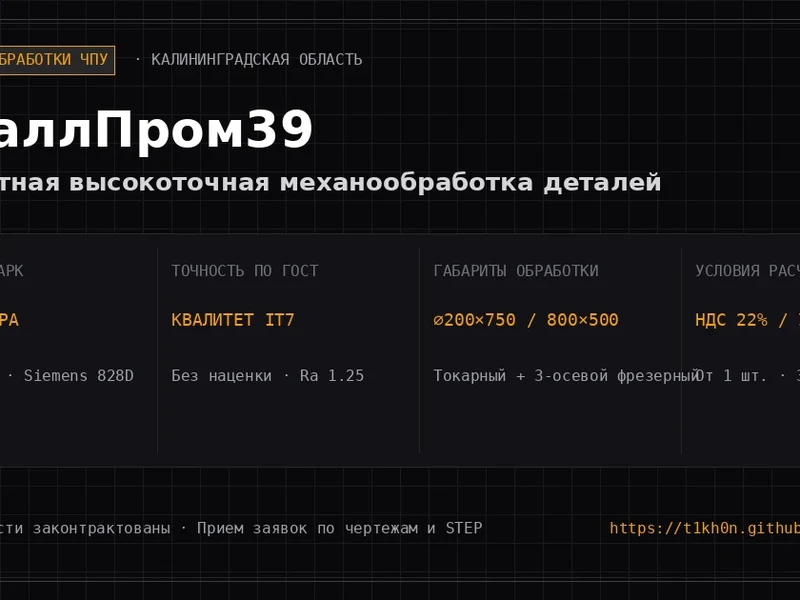 БРАБОТКИ ЧПУ · КАЛИНИНГРАДСКАЯ ОБЛАСТЬ
аллПром39
тная высокоточная механообработка деталей
АРК
РА
· Siemens 828D
ТОЧНОСТЬ ПО ГОСТ
КВАЛИТЕТ IT7
Без наценки · Ra 1.25
ГАБАРИТЫ ОБРАБОТКИ
⌀200×750 / 800×500
Токарный + 3-осевой фрезерный
УСЛОВИЯ РАСЧ
НДС 22% /
От 1 шт. ·
сти законтрактованы · Прием заявок по чертежам и STEP
https://t1kh0n.github